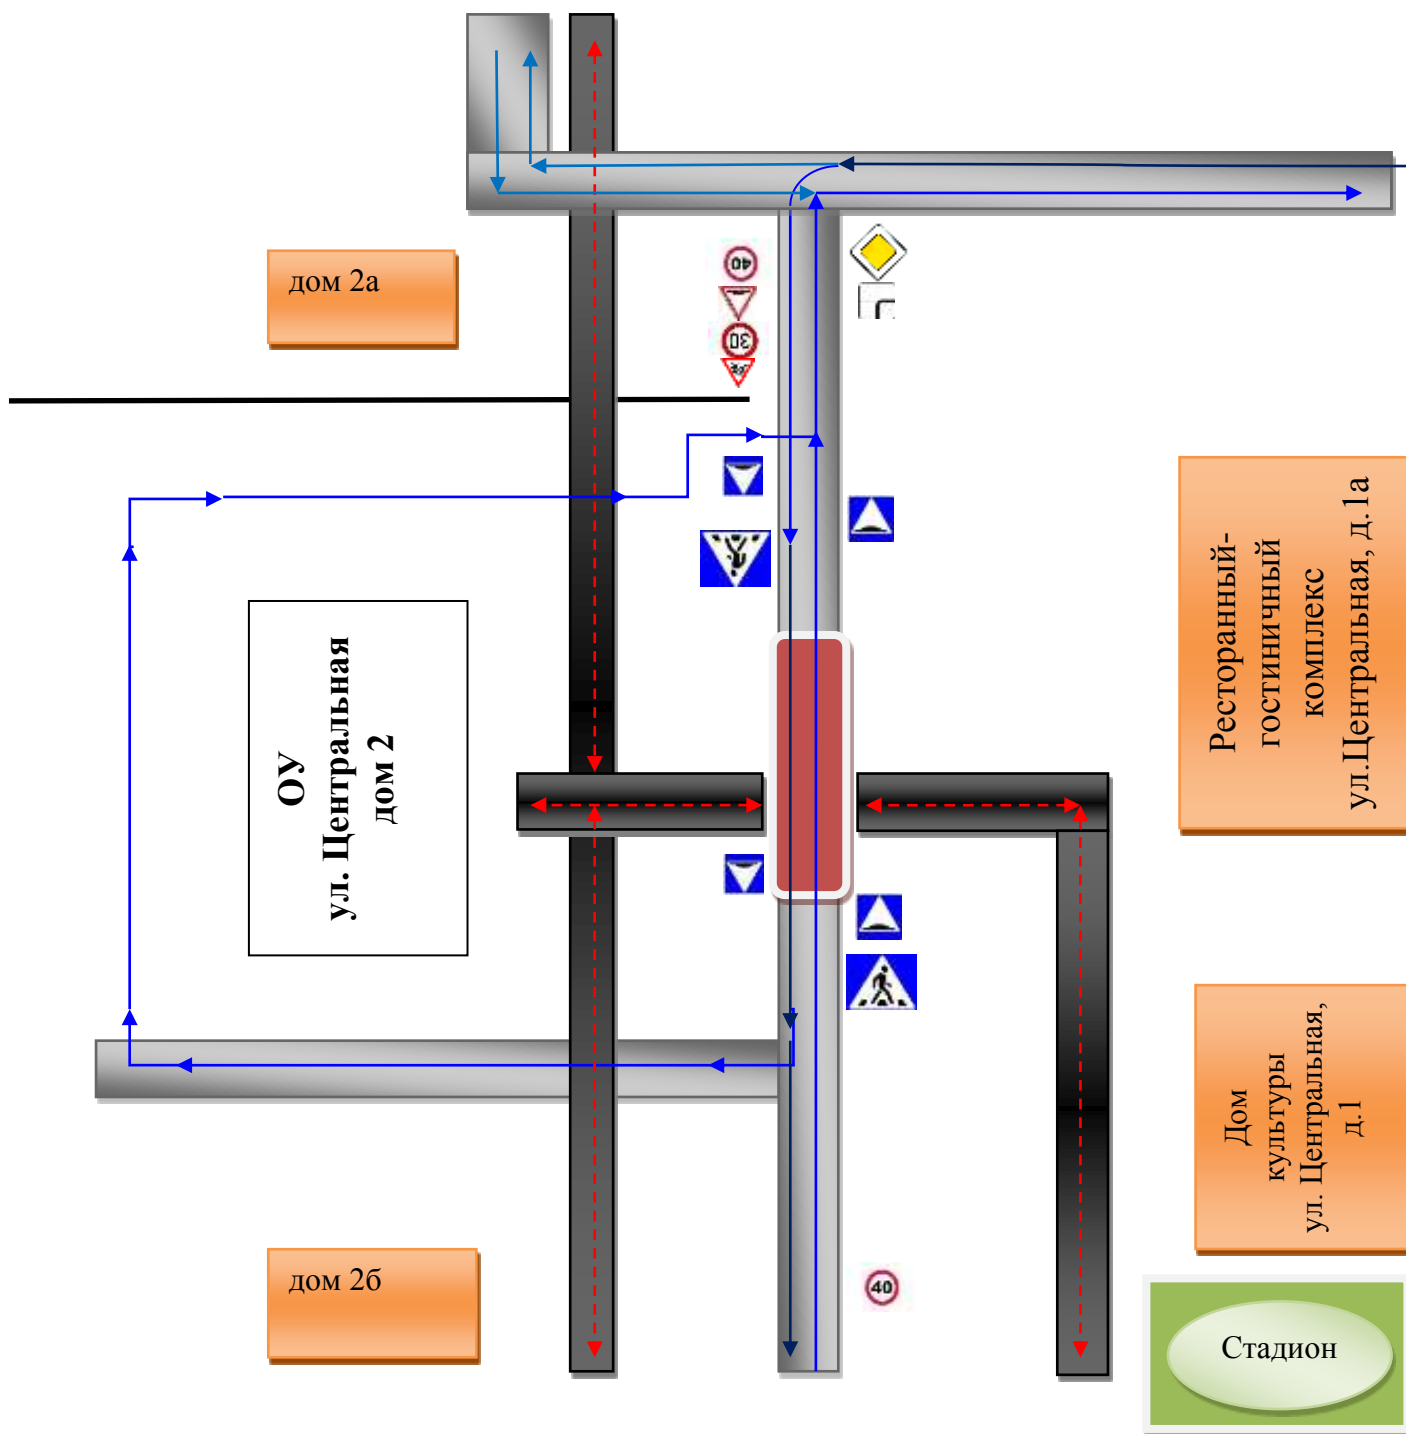 дом 2а
40
30
Ресторанный-
гостиничный
комплекс
ул.Центральная, д.1а
ОУ
ул. Центральная
дом 2
Дом
культуры
ул. Центральная,
д.1
дом 2б
40
Стадион